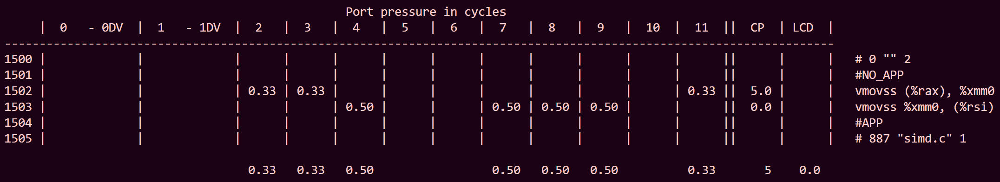 Port pressure in cycles
| 0 - 0DV | 1 - 1DV | 2 | 3 | 4 | 5 | 6 | 7 | 8 | 9 | 10 | 11 || CP | LCD |
-------------------------------------------------------------------------------------------------------------------------
1500 | | | | | | | | | | | || | | # 0 "" 2
1501 | | | | | | | | | | | || | | #NO_APP
1502 | | | 0.33 | 0.33 | | | | | | | | 0.33 || 5.0 | | vmovss (%rax), %xmm0
1503 | | | | | 0.50 | | | 0.50 | 0.50 | 0.50 | | || 0.0 | | vmovss %xmm0, (%rsi)
1504 | | | | | | | | | | | || | | #APP
1505 | | | | | | | | | | | || | | # 887 "simd.c" 1
0.33 0.33 0.50 0.50 0.50 0.50 0.33 5 0.0